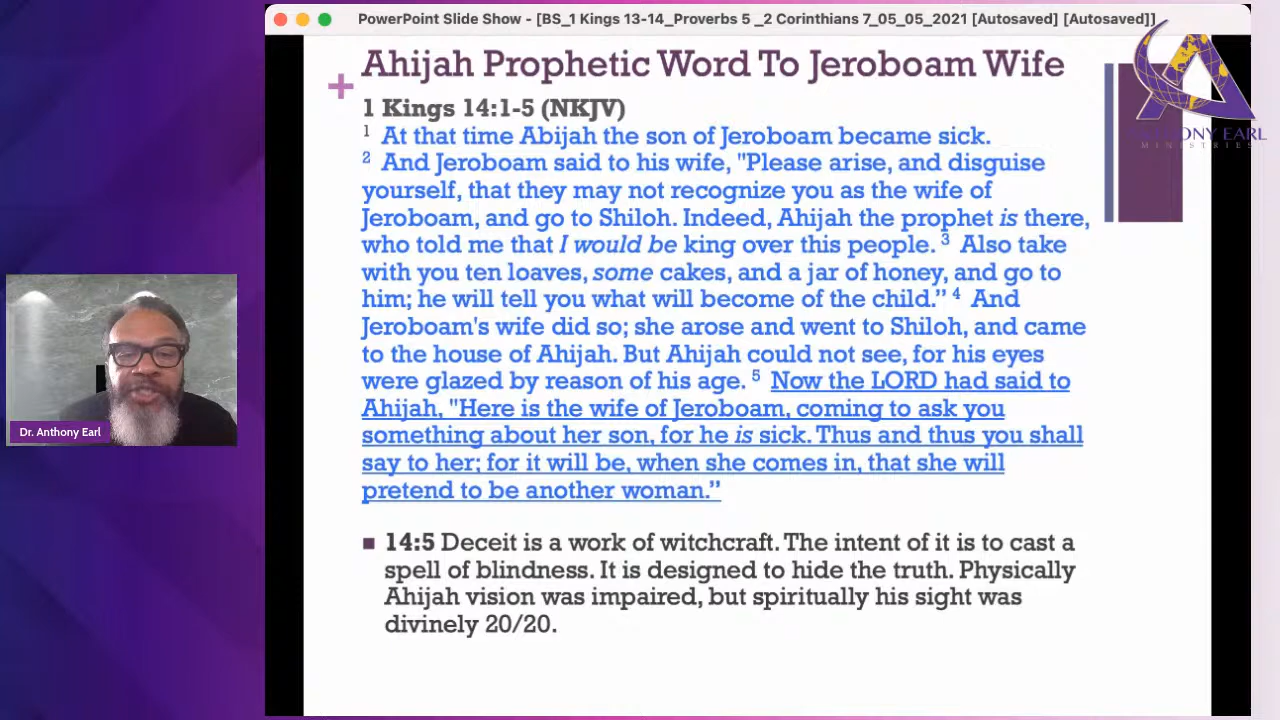 PowerPoint Slide Show - [BS_1 Kings 13-14_Proverbs 5 _2 Corinthians 7_05_05_2021 [Autosaved] [Autosaved]]
Ahijah Prophetic Word To Jeroboam Wife
1 Kings 14:1-5 (NKJV)
1 At that time Abijah the son of Jeroboam became sick.
2 And Jeroboam said to his wife, "Please arise, and disguise
yourself, that they may not recognize you as the wife of
Jeroboam, and go to Shiloh. Indeed, Ahijah the prophet is there,
who told me that I would be king over this people. 3 Also take
with you ten loaves, some cakes, and a jar of honey, and go to
him; he will tell you what will become of the child.” 4 And
Jeroboam's wife did so; she arose and went to Shiloh, and came
to the house of Ahijah. But Ahijah could not see, for his eyes
were glazed by reason of his age. 5 Now the LORD had said to
Ahijah, "Here is the wife of Jeroboam, coming to ask you
something about her son, for he is sick. Thus and thus you shall
say to her; for it will be, when she comes in, that she will
pretend to be another woman.”
■ 14:5 Deceit is a work of witchcraft. The intent of it is to cast a
spell of blindness. It is designed to hide the truth. Physically
Ahijah vision was impaired, but spiritually his sight was
divinely 20/20.
Dr. Anthony Earl
ANTHONY EARL
MINISTRIES